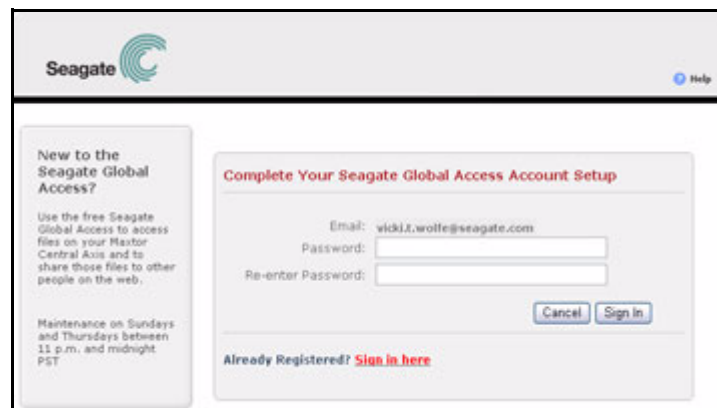 Seagate
Help
New to the
Seagate Global
Access?
Use the free Seagate
Global Access to access
files on your Maxtor
Central Axis and to
share those files to other
people on the web.
Maintenance on Sundays
and Thursdays between
11 p.m. and midnight
PST
Complete Your Seagate Global Access Account Setup
Email: vicki.t.wolfe@seagate.com
Password:
Re-enter Password:
Cancel Sign In
Already Registered? Sign in here